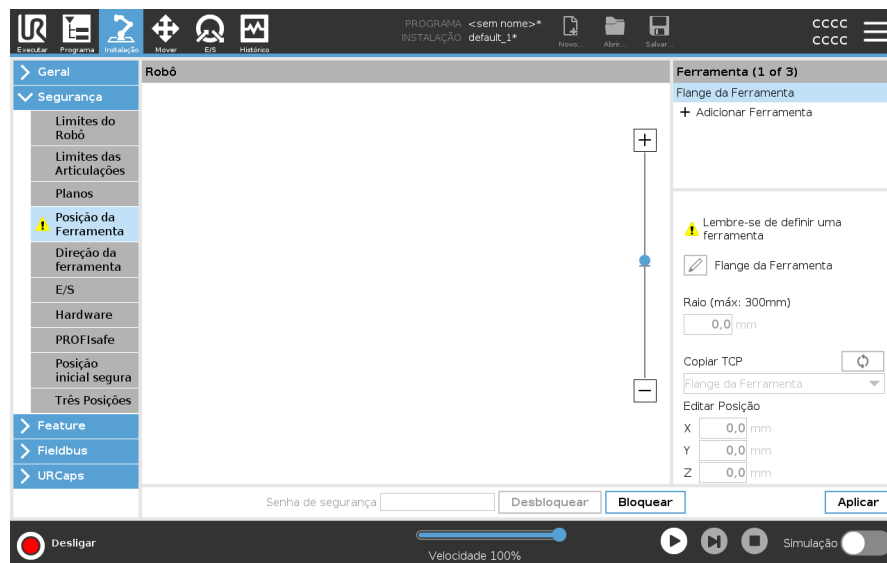 PROGRAMA <sem nome>*
INSTALAÇÃO default_1*
Executar
Programa
Instalação
Mover
E/S
Histórico
Novo...
Abrir...
Salvar...
CCCC
CCCC
Geral
Segurança
Limites do
Robô
Limites das
Articulações
Planos
Posição da
Ferramenta
Direção da
ferramenta
E/S
Hardware
PROFIsafe
Posição
inicial segura
Três Posições
Feature
Fieldbus
URCaps
Robô
Ferramenta (1 of 3)
Flange da Ferramenta
+ Adicionar Ferramenta
Lembre-se de definir uma
ferramenta
Flange da Ferramenta
Raio (máx: 300mm)
0,0 mm
Copiar TCP
Flange da Ferramenta
Editar Posição
X 0,0 mm
Y 0,0 mm
Z 0,0 mm
Senha de segurança
Desbloquear
Bloquear
Aplicar
Desligar
Velocidade 100%
Simulação